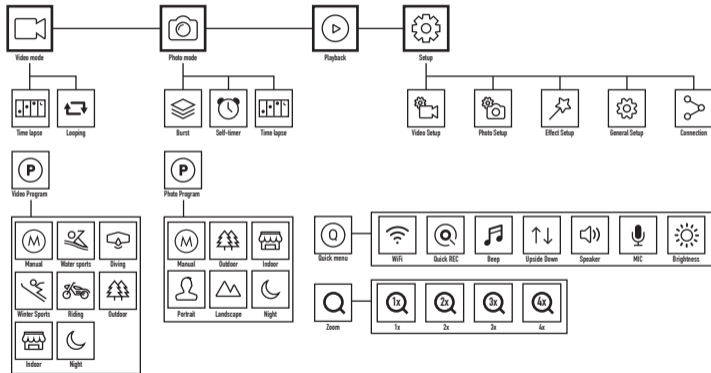 Video mode
Photo mode
Playback
Setup
Time lapse
Looping
Burst
Self-timer
Time lapse
Video Setup
Photo Setup
Effect Setup
General Setup
Connection
P
Video Program
P
Photo Program
M
Manual
Water sports
Diving
Winter Sports
Riding
Outdoor
Indoor
Night
M
Manual
Outdoor
Indoor
Portrait
Landscape
Night
Q
Quick menu
WiFi
Quick REC
Beep
Upside Down
Speaker
MIC
Brightness
Zoom
1x
2x
3x
4x
1x
2x
3x
4x